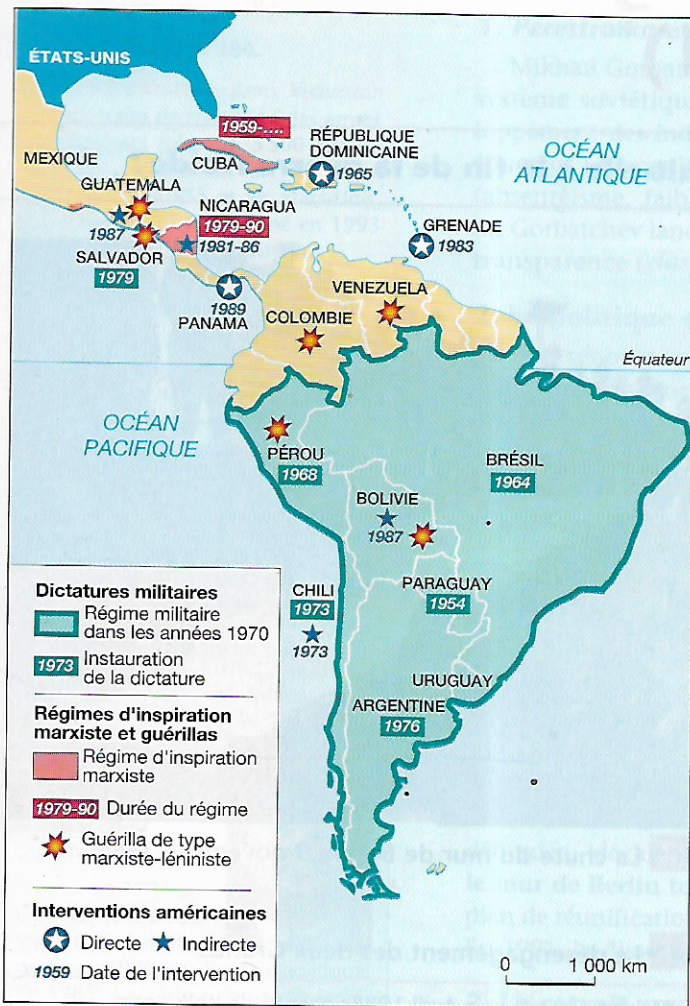 ÉTATS-UNIS
MEXIQUE
1959-....
CUBA
RÉPUBLIQUE
DOMINICAINE
1965
OCÉAN
ATLANTIQUE
GUATEMALA
1987
NICARAGUA
1979-90
1981-86
SALVADOR
1979
GRENADE
1983
1989
PANAMA
VENEZUELA
COLOMBIE
Équateur
OCÉAN
PACIFIQUE
PÉROU
1968
BRÉSIL
1964
BOLIVIE
1987
PARAGUAY
1954
CHILI
1973
1973
URUGUAY
ARGENTINE
1976
Dictatures militaires
Régime militaire
dans les années 1970
1973 Instauration
de la dictature
Régimes d'inspiration
marxiste et guérillas
Régime d'inspiration
marxiste
1979-90 Durée du régime
Guérilla de type
marxiste-léniniste
Interventions américaines
Directe Indirecte
1959 Date de l'intervention
0 1 000 km